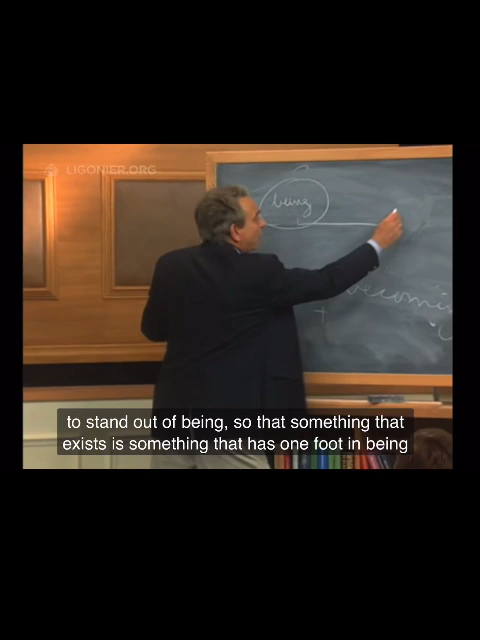 LIGONIER.ORG
being
becomin
to stand out of being, so that something that
exists is something that has one foot in being